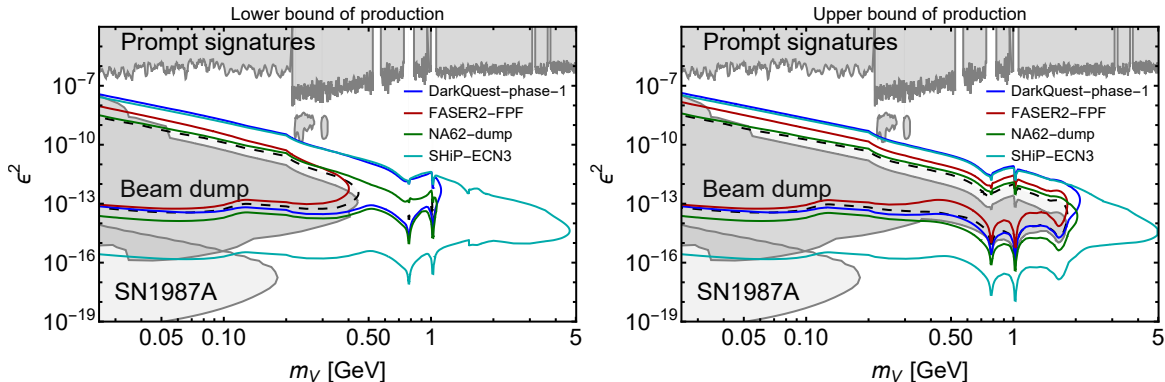 Lower bound of production
Prompt signatures
DarkQuest-phase-1
FASER2-FPF
NA62-dump
SHiP-ECN3
Beam dump
SN1987A
10⁻⁷
10⁻¹⁰
10⁻¹³
10⁻¹⁶
10⁻¹⁹
ϵ²
0.05 0.10 0.50 1 5
m_V [GeV]
Upper bound of production
Prompt signatures
DarkQuest-phase-1
FASER2-FPF
NA62-dump
SHiP-ECN3
Beam dump
SN1987A
10⁻⁷
10⁻¹⁰
10⁻¹³
10⁻¹⁶
10⁻¹⁹
ϵ²
0.05 0.10 0.50 1 5
m_V [GeV]